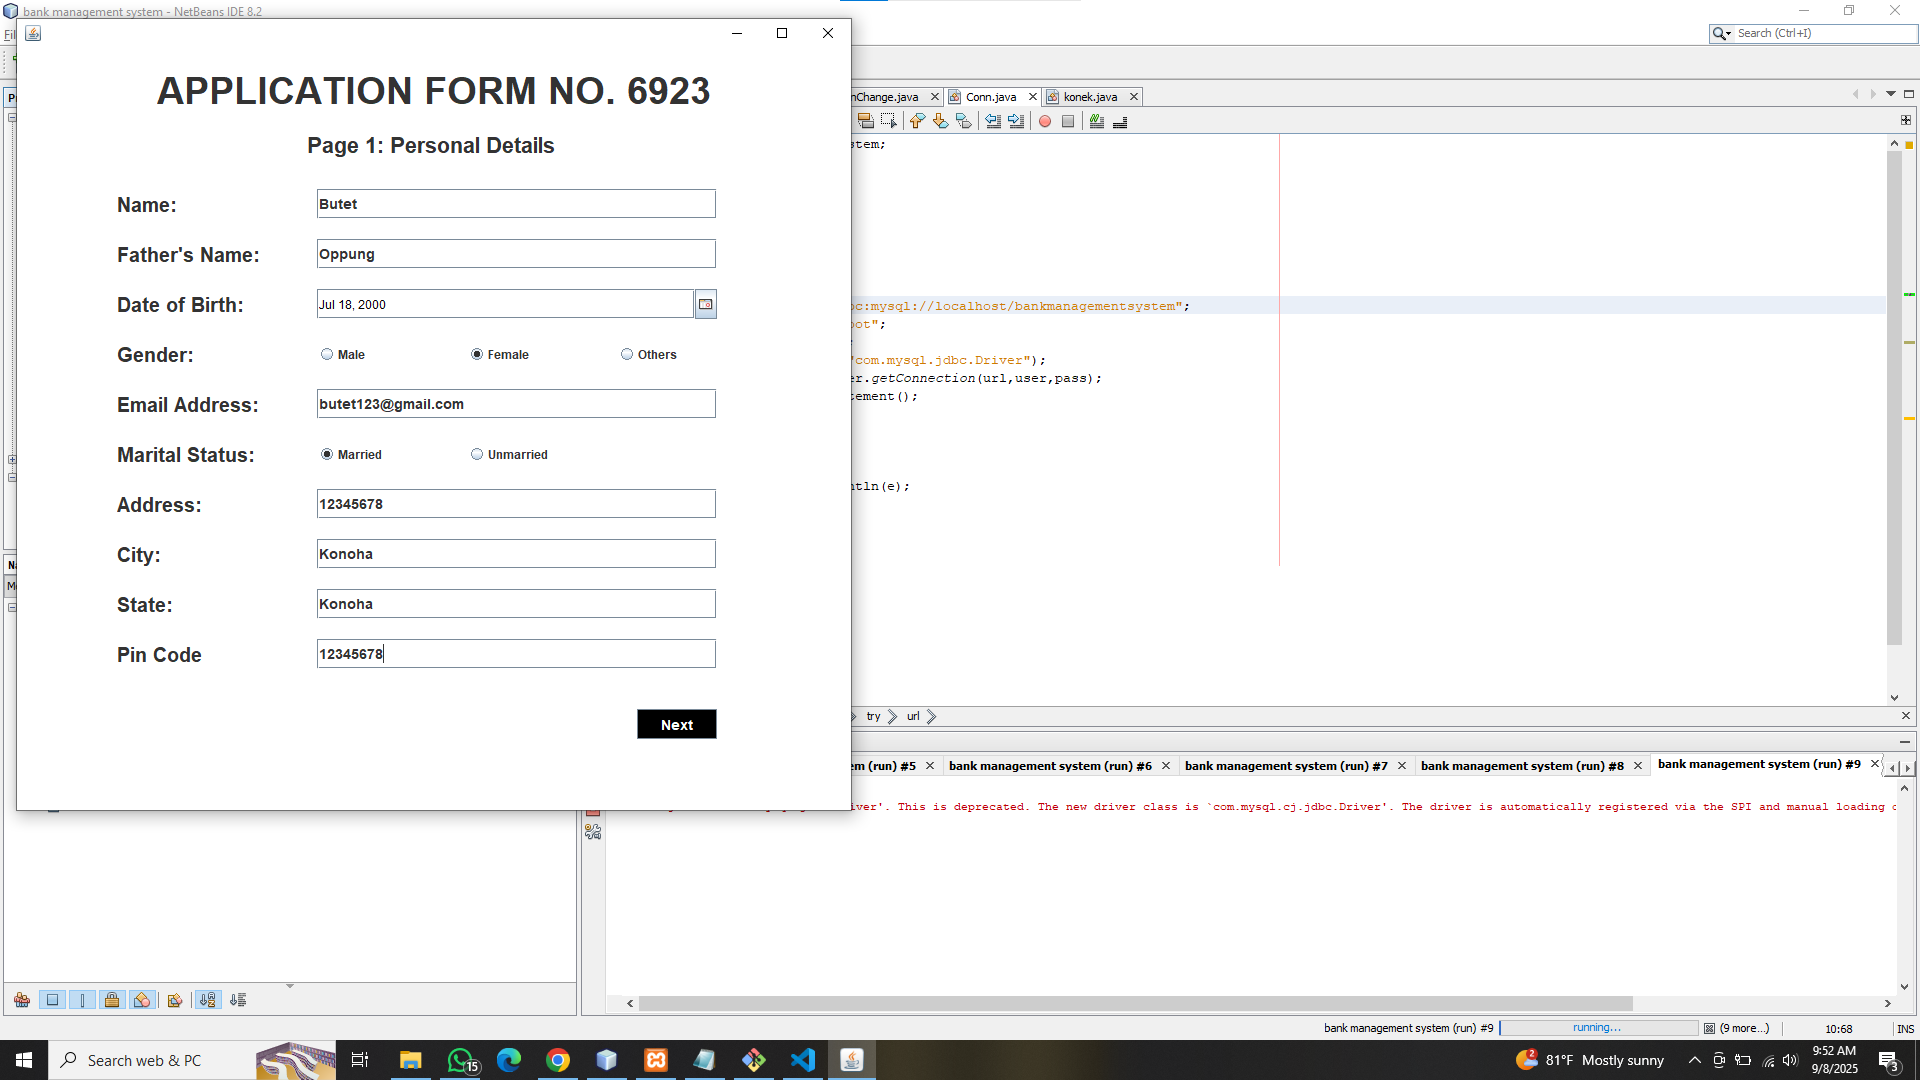 bank management system - NetBeans IDE 8.2
Search (Ctrl+I)
APPLICATION FORM NO. 6923
Page 1: Personal Details
Name:
Butet
Father's Name:
Oppung
Date of Birth:
Jul 18, 2000
Gender:
Male
Female
Others
Email Address:
butet123@gmail.com
Marital Status:
Married
Unmarried
Address:
12345678
City:
Konoha
State:
Konoha
Pin Code
12345678
Next
nChange.java
Conn.java
konek.java
stem;
bc:mysql://localhost/bankmanagementsystem";
ot";
;
"com.mysql.jdbc.Driver");
er.getConnection(url,user,pass);
tement();
ntln(e);
try
url
em (run) #5
bank management system (run) #6
bank management system (run) #7
bank management system (run) #8
bank management system (run) #9
iver'. This is deprecated. The new driver class is `com.mysql.cj.jdbc.Driver'. The driver is automatically registered via the SPI and manual loading
bank management system (run) #9
running...
(9 more...)
10:68
INS
Search web & PC
15
2
81°F Mostly sunny
9:52 AM
9/8/2025
3